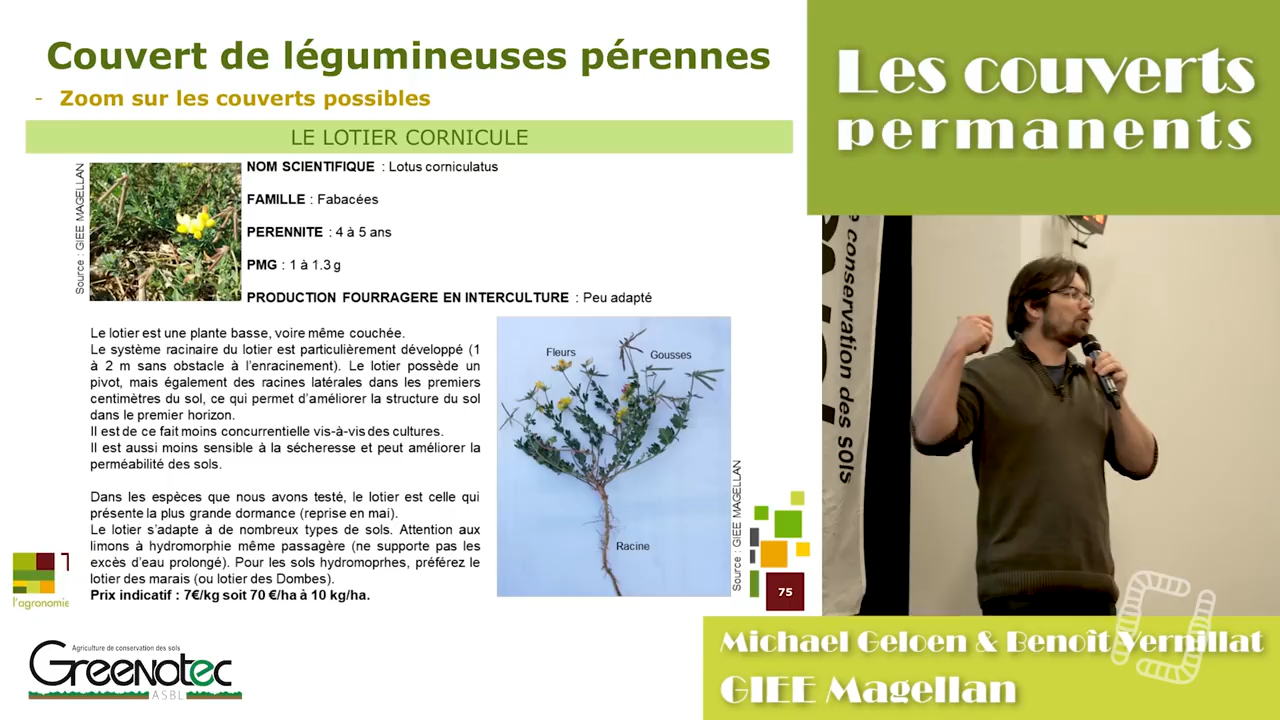 Couvert de légumineuses pérennes
- Zoom sur les couverts possibles
LE LOTIER CORNICULE
Source : GIEE MAGELLAN
NOM SCIENTIFIQUE : Lotus corniculatus
FAMILLE : Fabacées
PERENNITE : 4 à 5 ans
PMG : 1 à 1.3 g
PRODUCTION FOURRAGERE EN INTERCULTURE : Peu adapté
Le lotier est une plante basse, voire même couchée.
Le système racinaire du lotier est particulièrement développé (1
à 2 m sans obstacle à l'enracinement). Le lotier possède un
pivot, mais également des racines latérales dans les premiers
centimètres du sol, ce qui permet d'améliorer la structure du sol
dans le premier horizon.
Il est de ce fait moins concurrentielle vis-à-vis des cultures.
Il est aussi moins sensible à la sécheresse et peut améliorer la
perméabilité des sols.
Dans les espèces que nous avons testé, le lotier est celle qui
présente la plus grande dormance (reprise en mai).
Le lotier s'adapte à de nombreux types de sols. Attention aux
limons à hydromorphie même passagère (ne supporte pas les
excès d'eau prolongé). Pour les sols hydromoprhes, préférez le
lotier des marais (ou lotier des Dombes).
Prix indicatif : 7€/kg soit 70 €/ha à 10 kg/ha.
Fleurs
Gousses
Racine
Source : GIEE MAGELLAN
75
l'agronomie
Agriculture de conservation des sols
Greenotec
ASBL
Les couverts
permanents
conservation des sols
Michael Geloen & Benoît Vernillat
GIEE Magellan